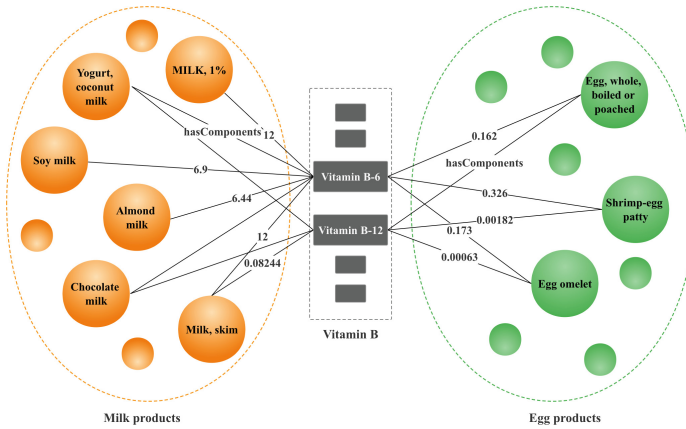 Yogurt,
coconut
milk
MILK, 1%
hasComponents
12
Soy milk
6.9
Almond
milk
6.44
Chocolate
milk
12
0.08244
Milk, skim
Milk products
Vitamin B-6
Vitamin B-12
Vitamin B
Egg, whole,
boiled or
poached
0.162
hasComponents
0.326
Shrimp-egg
patty
0.00182
0.173
0.00063
Egg omelet
Egg products